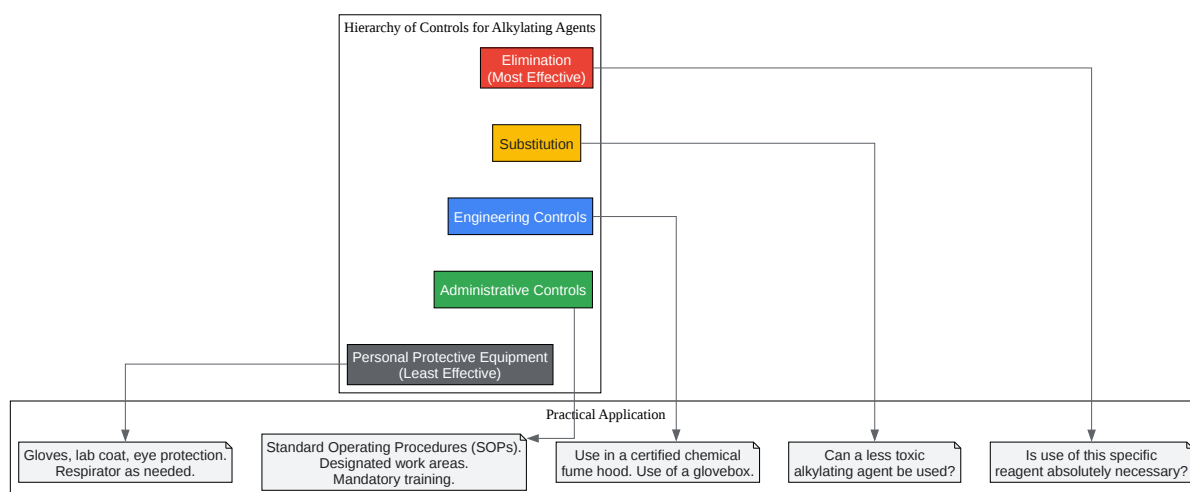 Hierarchy of Controls for Alkylating Agents
Elimination
(Most Effective)
Substitution
Engineering Controls
Administrative Controls
Personal Protective Equipment
(Least Effective)
Practical Application
Gloves, lab coat, eye protection.
Respirator as needed.
Standard Operating Procedures (SOPs).
Designated work areas.
Mandatory training.
Use in a certified chemical
fume hood. Use of a glovebox.
Can a less toxic
alkylating agent be used?
Is use of this specific
reagent absolutely necessary?